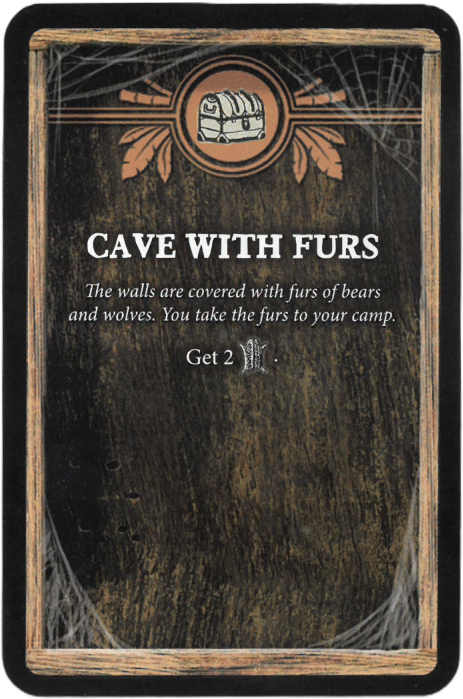 CAVE WITH FURS
The walls are covered with furs of bears
and wolves. You take the furs to your camp.
Get 2 .